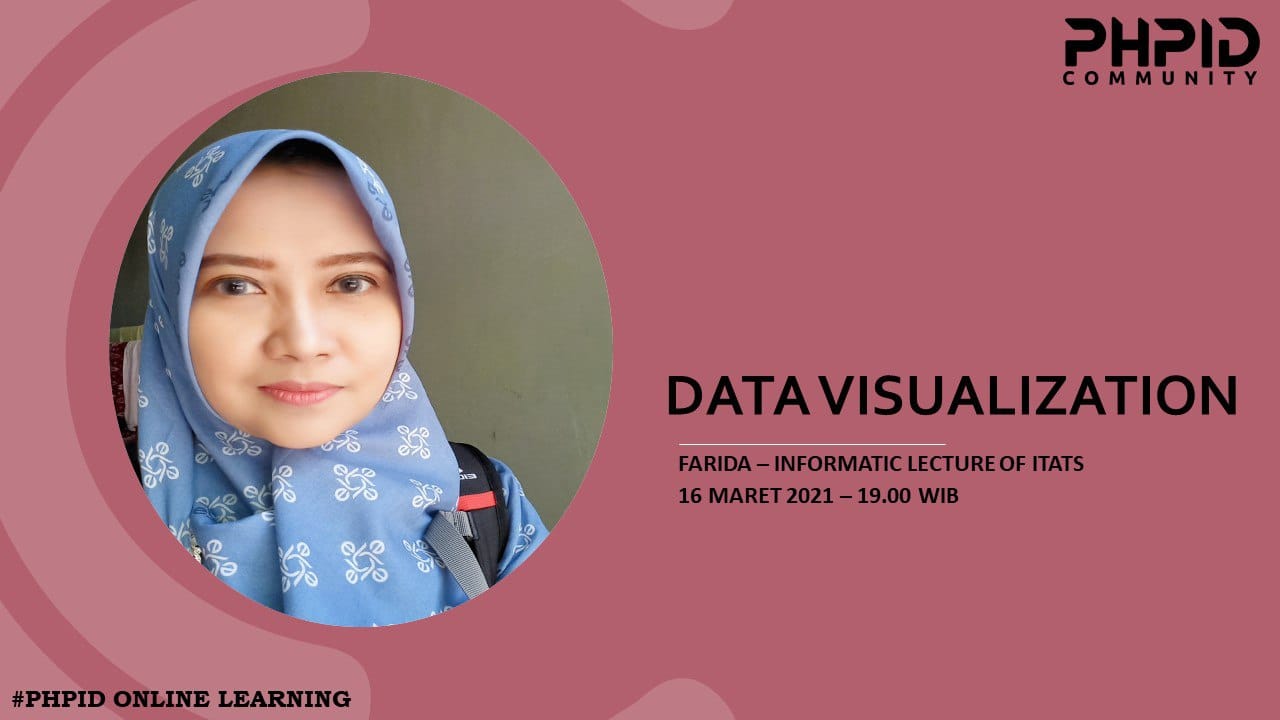 PHPID
COMMUNITY
DATA VISUALIZATION
FARIDA – INFORMATIC LECTURE OF ITATS
16 MARET 2021 – 19.00 WIB
#PHPID ONLINE LEARNING